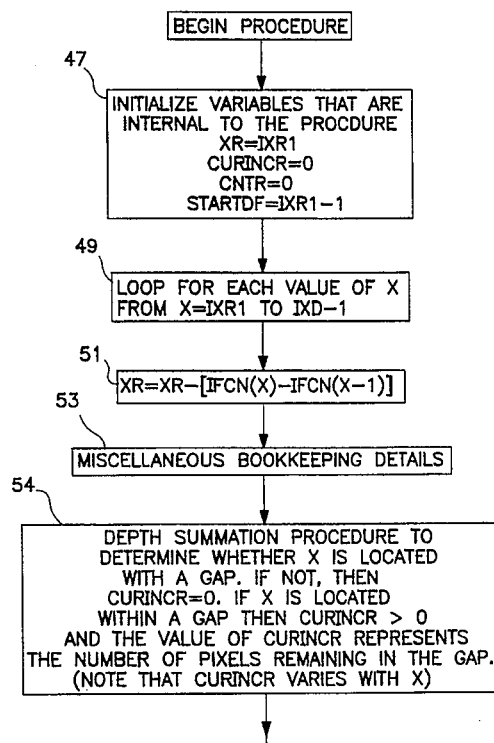 BEGIN PROCEDURE
47
INITIALIZE VARIABLES THAT ARE
INTERNAL TO THE PROCDURE
XR=IXR1
CURINCR=0
CNTR=0
STARTDF=IXR1-1
49
LOOP FOR EACH VALUE OF X
FROM X=IXR1 TO IXD-1
51
XR=XR-[IFCN(X)-IFCN(X-1)]
53
MISCELLANEOUS BOOKKEEPING DETAILS
54
DEPTH SUMMATION PROCEDURE TO
DETERMINE WHETHER X IS LOCATED
WITH A GAP. IF NOT, THEN
CURINCR=0. IF X IS LOCATED
WITHIN A GAP THEN CURINCR > 0
AND THE VALUE OF CURINCR REPRESENTS
THE NUMBER OF PIXELS REMAINING IN THE GAP.
(NOTE THAT CURINCR VARIES WITH X)